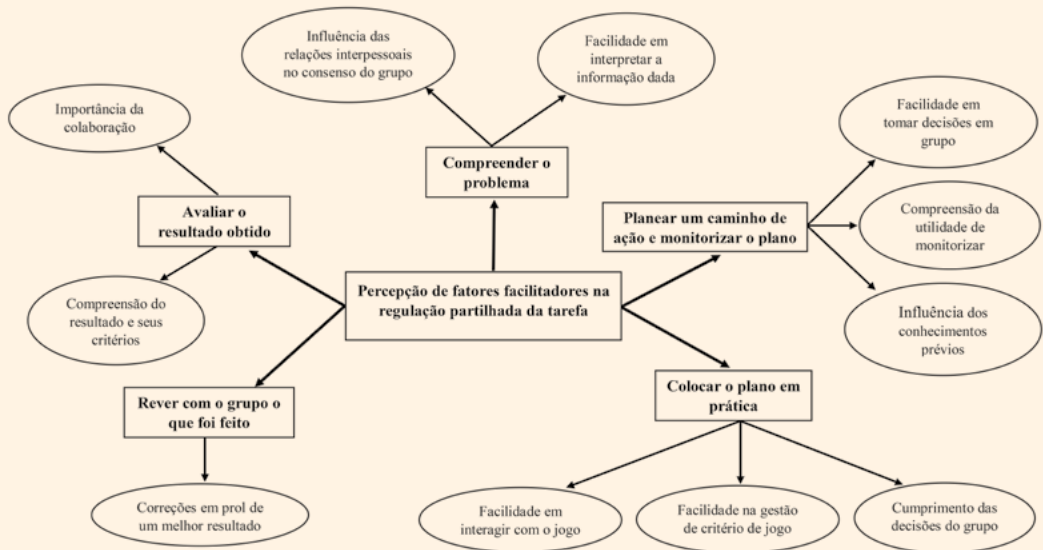 Influência das
relações interpessoais
no consenso do grupo
Facilidade em
interpretar a
informação dada
Importância da
colaboração
Facilidade em
tomar decisões em
grupo
Compreender o
problema
Avaliar o
resultado obtido
Planear um caminho de
ação e monitorizar o plano
Compreensão da
utilidade de
monitorizar
Percepção de fatores facilitadores na
regulação partilhada da tarefa
Compreensão do
resultado e seus
critérios
Influência dos
conhecimentos
prévios
Rever com o grupo o
que foi feito
Colocar o plano em
prática
Correções em prol de
um melhor resultado
Facilidade em
interagir com o jogo
Facilidade na gestão
de critério de jogo
Cumprimento das
decisões do grupo